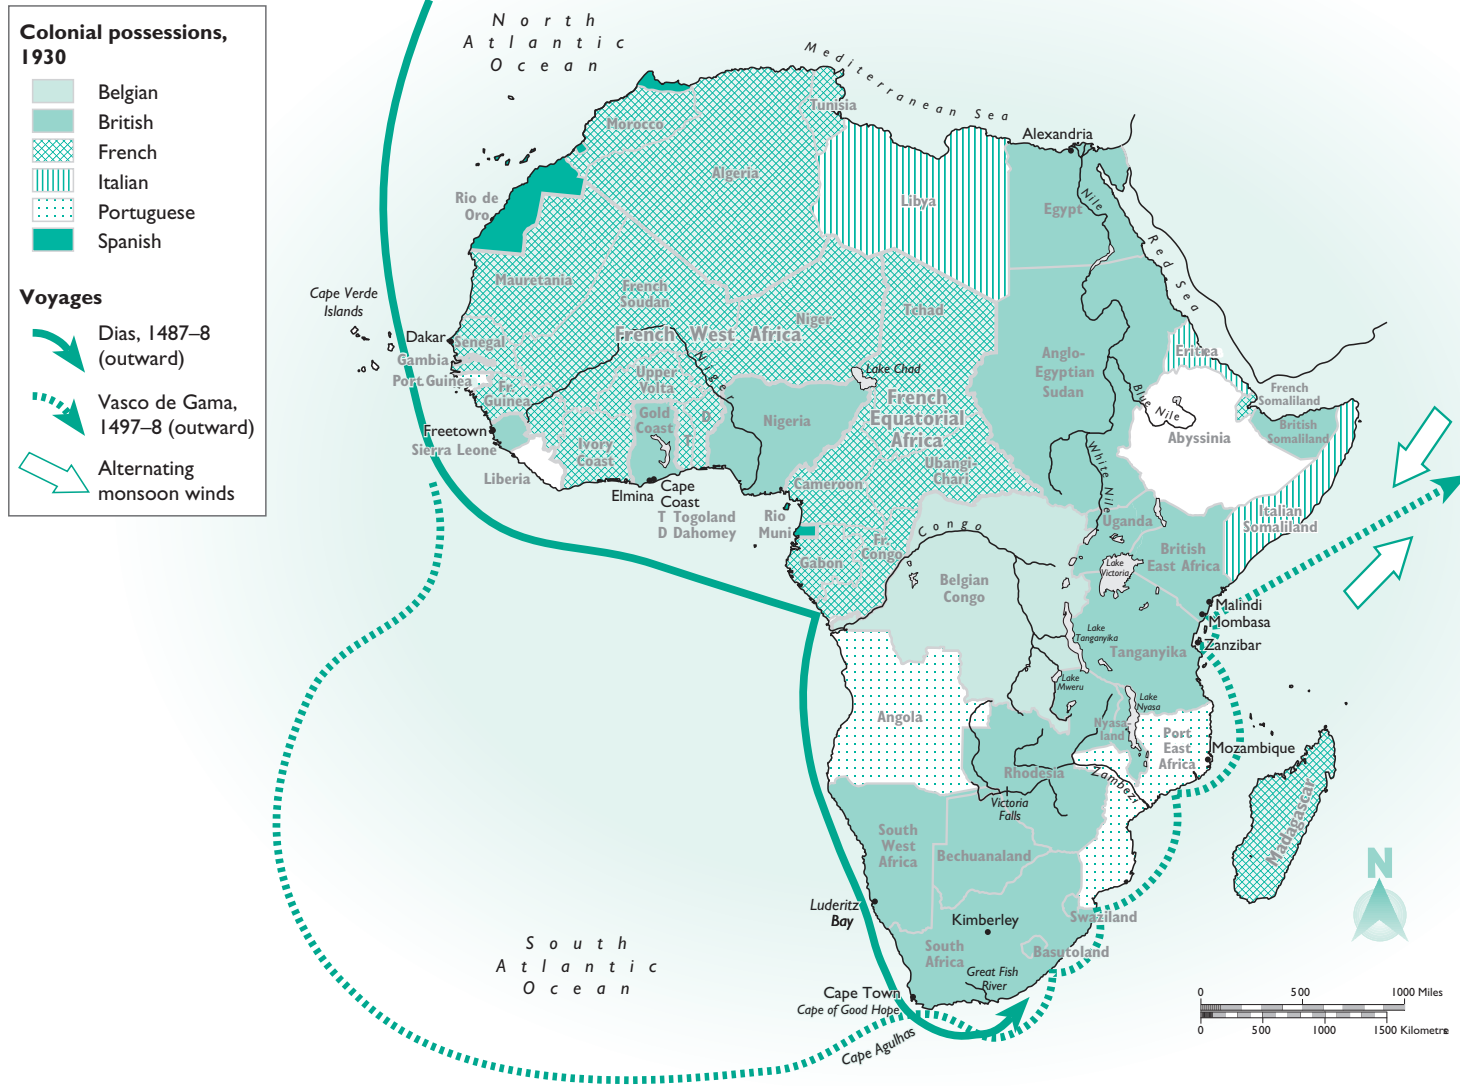 Colonial possessions,
1930
Belgian
British
French
Italian
Portuguese
Spanish
Voyages
Dias, 1487–8
(outward)
Vasco de Gama,
1497–8 (outward)
Alternating
monsoon winds
North
Atlantic
Ocean
Mediterranean Sea
Alexandria
Tunisia
Morocco
Algeria
Libya
Egypt
Nile
Red Sea
Rio de
Oro
Mauretania
French
Soudan
Niger
Tchad
French West Africa
Cape Verde
Islands
Dakar
Senegal
Gambia
Port Guinea
Fr.
Guinea
Upper
Volta
Niger
Lake Chad
Anglo-
Egyptian
Sudan
Eritrea
French
Somaliland
British
Somaliland
Blue Nile
Abyssinia
French
Equatorial
Africa
Gold
Coast
D
T
Nigeria
Freetown
Sierra Leone
Ivory
Coast
Liberia
Elmina
Cape
Coast
T Togoland
D Dahomey
Rio
Muni
Cameroon
Ubangi-
Chari
White Nile
Uganda
Italian
Somaliland
British
East Africa
Congo
Fr.
Congo
Gabon
Belgian
Congo
Lake
Victoria
Malindi
Mombasa
Zanzibar
Lake
Tanganyika
Tanganyika
Lake
Mweru
Lake
Nyasa
Angola
Nyasa-
land
Port
East
Africa
Mozambique
Rhodesia
Zambezi
Victoria
Falls
Madagascar
South
West
Africa
Bechuanaland
Luderitz
Bay
Kimberley
Swaziland
Basutoland
South
Africa
Great Fish
River
Cape Town
Cape of Good Hope
Cape Agulhas
South
Atlantic
Ocean
N
0 500 1000 Miles
0 500 1000 1500 Kilometre